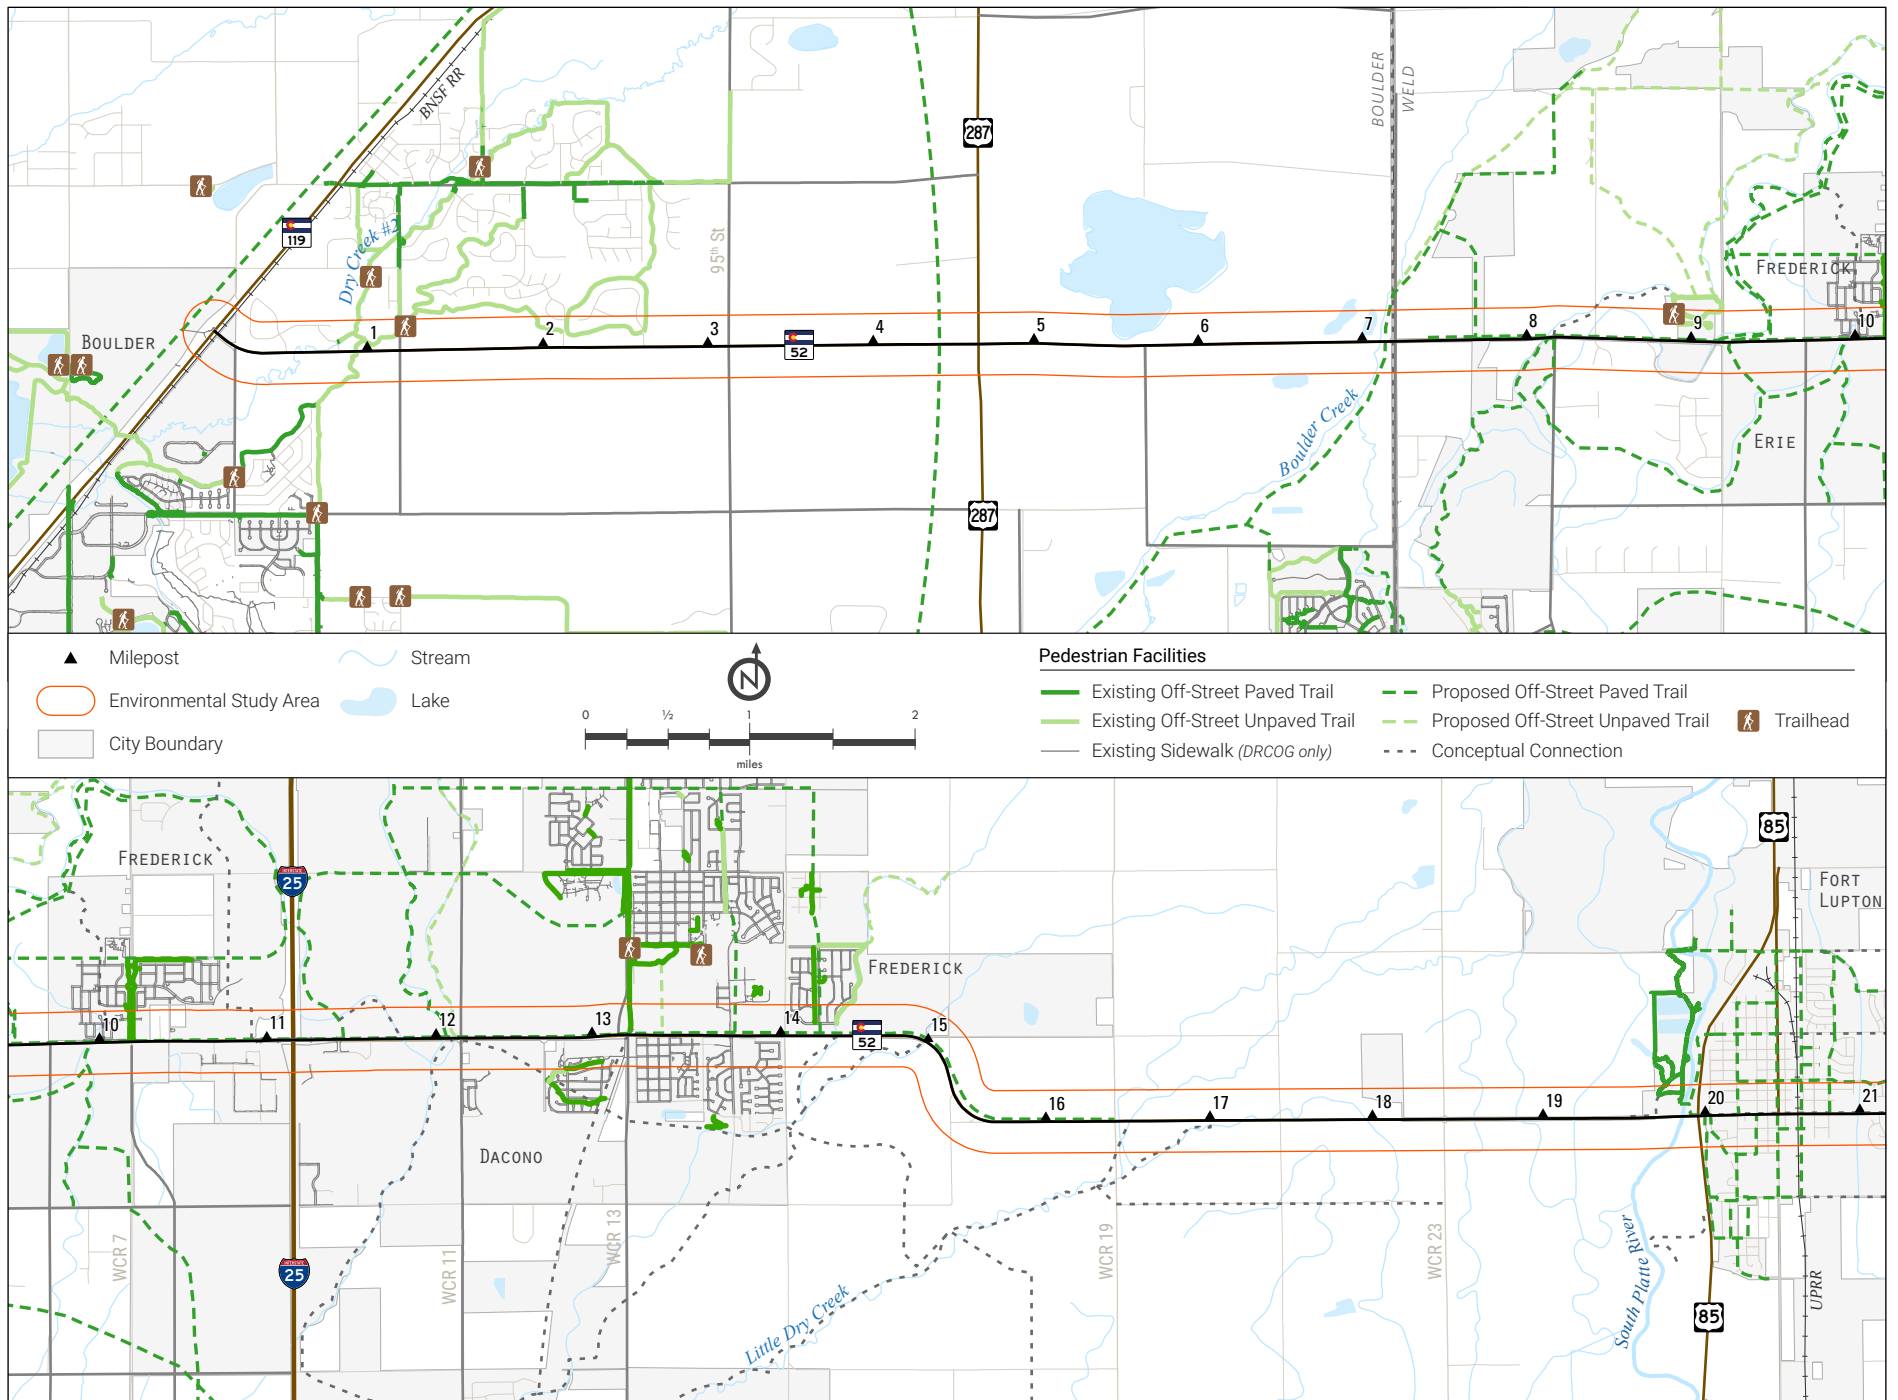 BNSF RR
BOULDER
WELD
287
119
Dry Creek #2
95th St
FREDERICK
BOULDER
1
2
3
52
4
5
6
7
8
9
10
Boulder Creek
ERIE
287
Milepost
Environmental Study Area
City Boundary
Stream
Lake
N
0
½
1
2
miles
Pedestrian Facilities
Existing Off-Street Paved Trail
Existing Off-Street Unpaved Trail
Existing Sidewalk (DRCOG only)
Proposed Off-Street Paved Trail
Proposed Off-Street Unpaved Trail
Conceptual Connection
Trailhead
85
FREDERICK
INTERSTATE
25
FORT
LUPTON
FREDERICK
10
11
12
13
14
52
15
16
17
18
19
20
21
DACONO
WCR 7
WCR 11
WCR 13
WCR 19
WCR 23
INTERSTATE
25
Little Dry Creek
South Platte River
UPRR
85